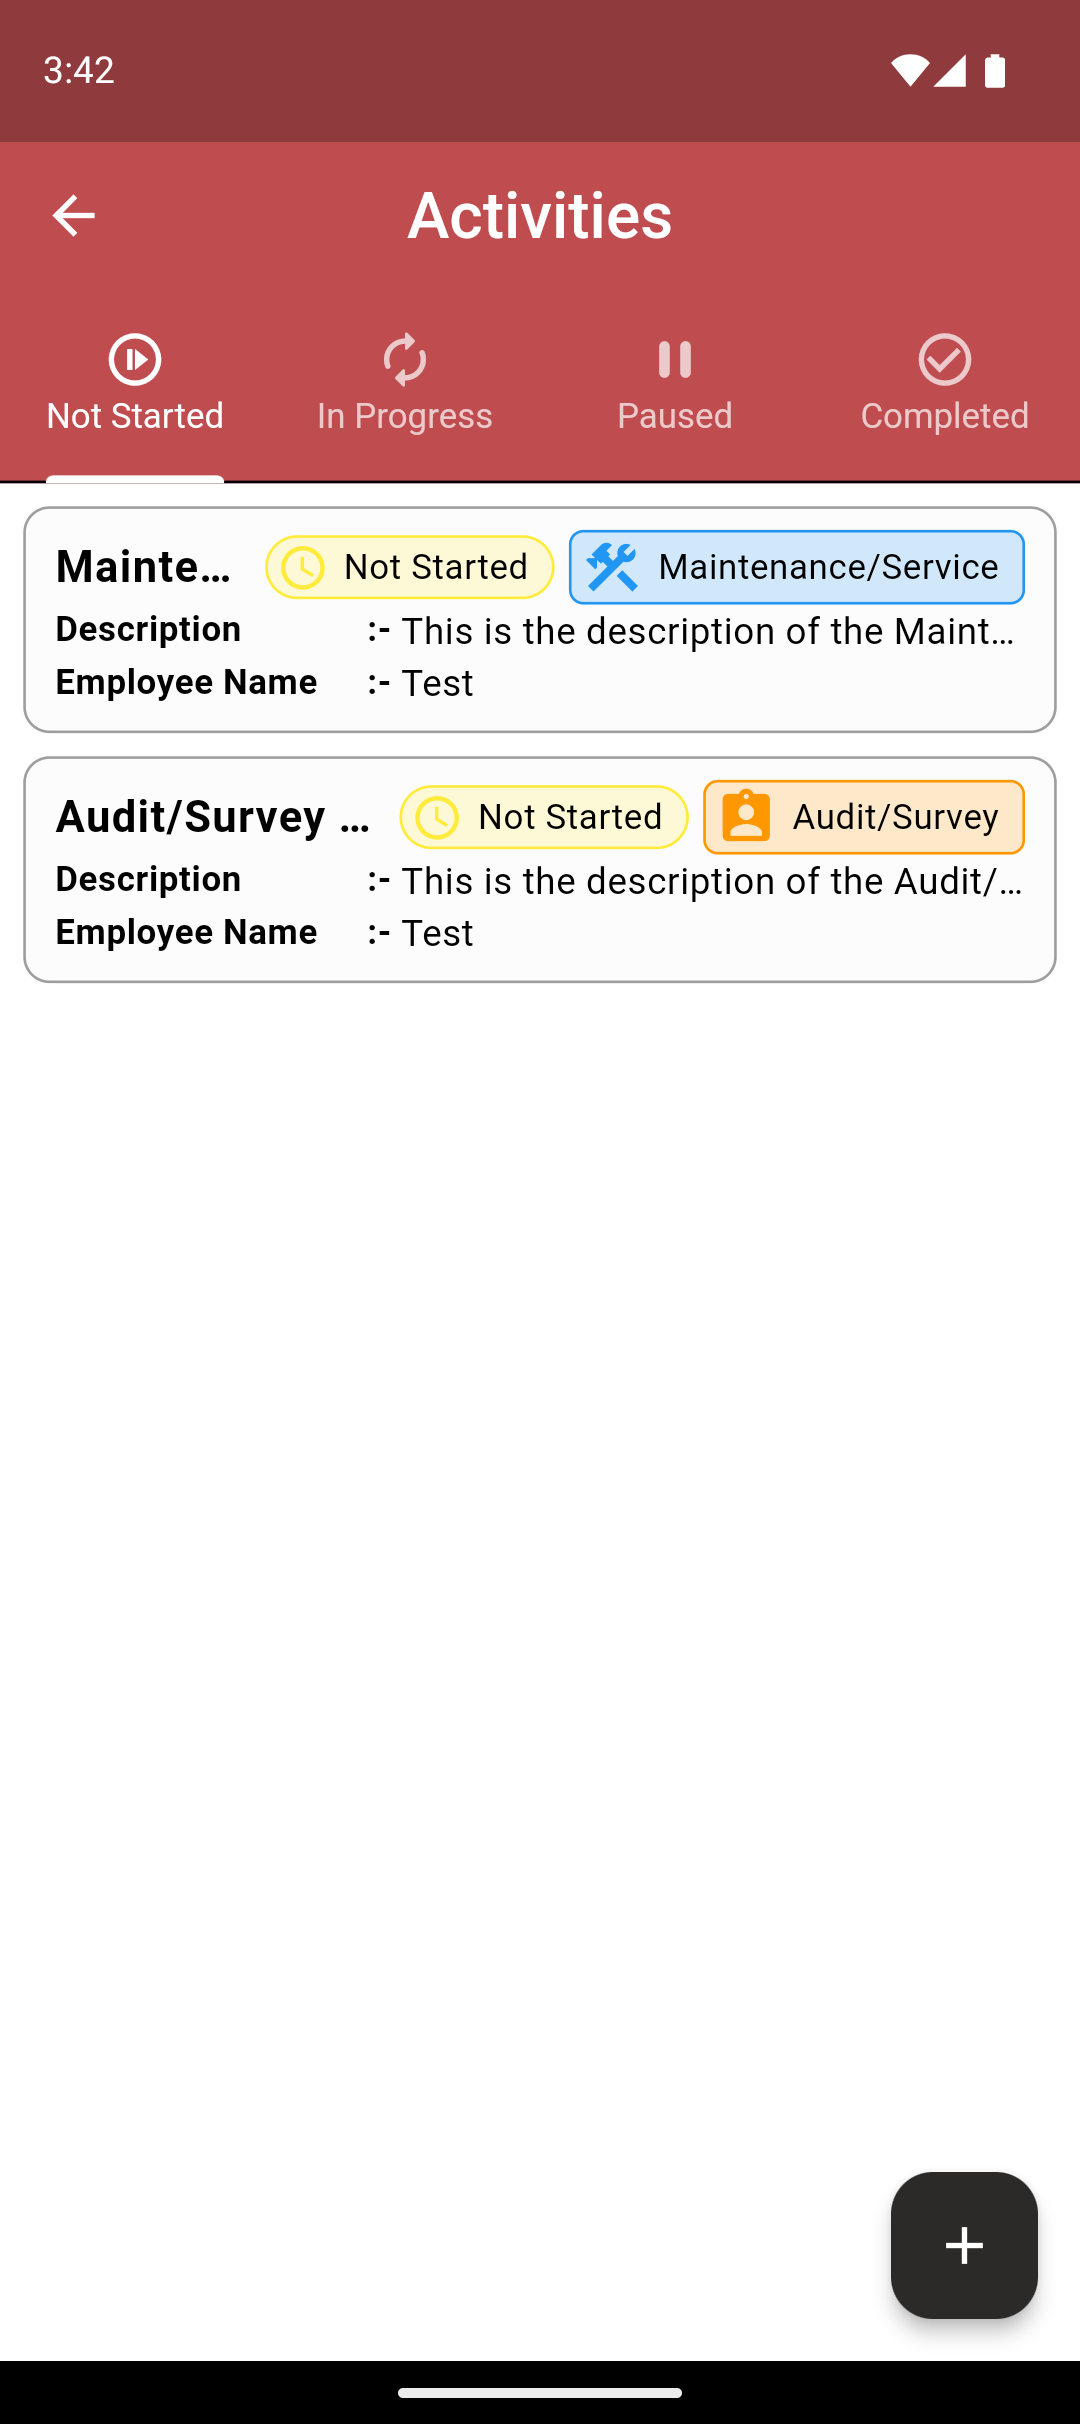 3:42
Activities
Not Started In Progress Paused Completed
Mainte... Not Started Maintenance/Service
Description :- This is the description of the Maint...
Employee Name :- Test
Audit/Survey ... Not Started Audit/Survey
Description :- This is the description of the Audit/...
Employee Name :- Test